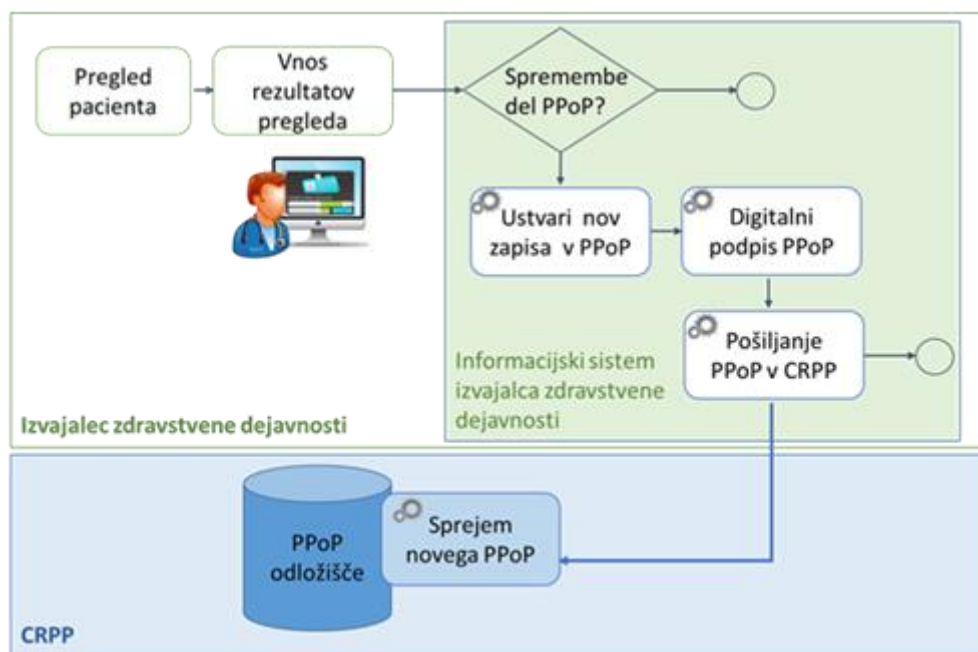 Pregled
pacienta
Vnos
rezultatov
pregleda
Spremembe
del PPoP?
Ustvari nov
zapisa v PPoP
Digitalni
podpis PPoP
Pošiljanje
PPoP v CRPP
Informacijski sistem
izvajalca zdravstvene
dejavnosti
Izvajalec zdravstvene dejavnosti
PPoP
odložišče
Sprejem
novega PPoP
CRPP